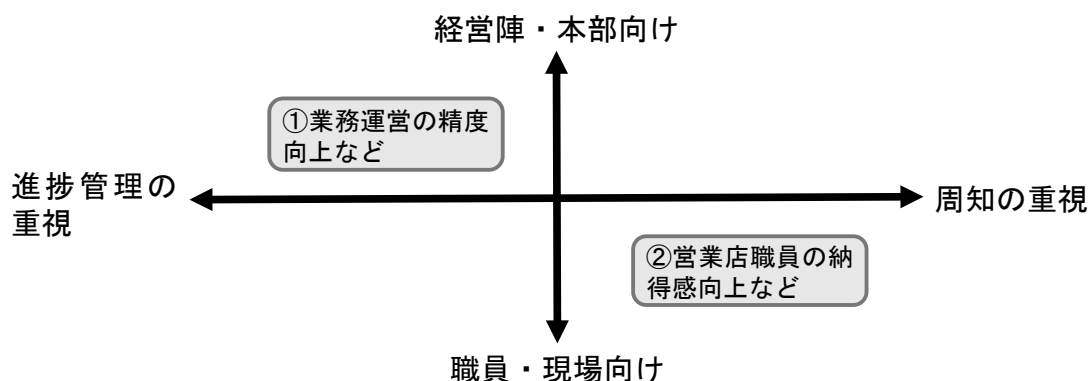 経営陣・本部向け
①業務運営の精度
向上など
進捗管理の
重視
周知の重視
②営業店職員の納
得感向上など
職員・現場向け